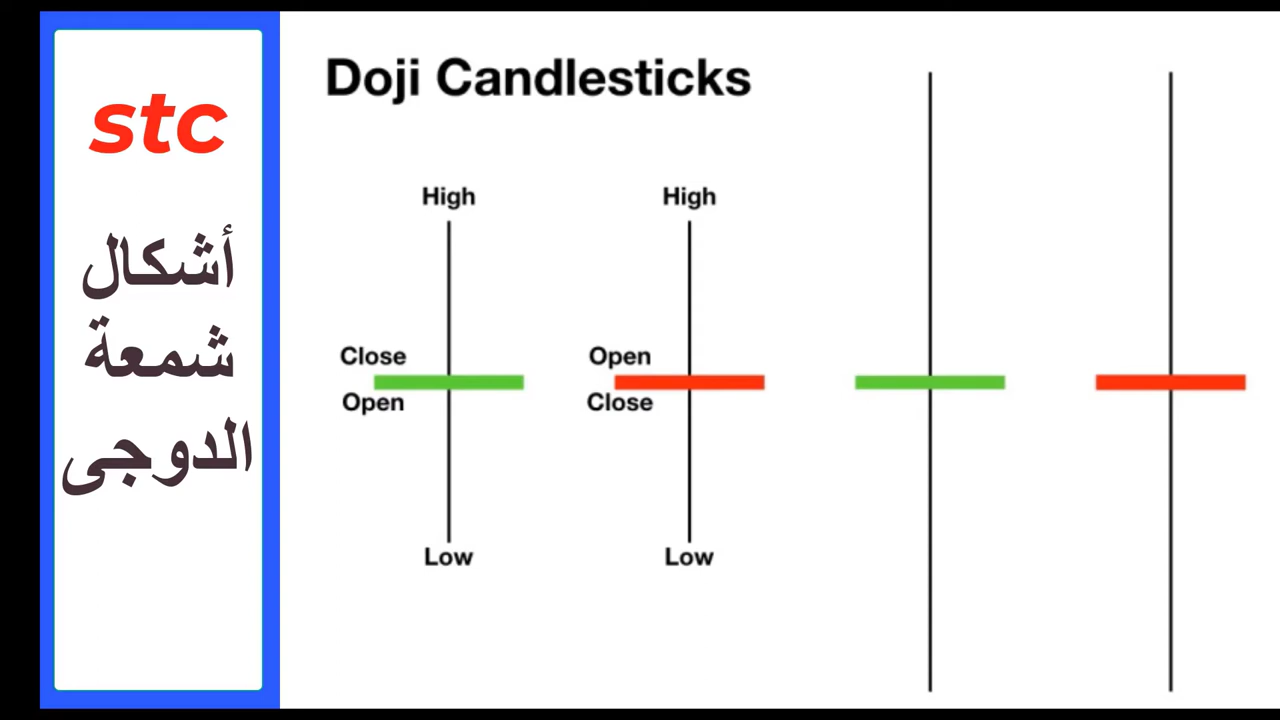 stc
أشكال
شمعة
الدوجى
Doji Candlesticks
High
High
Close
Open
Open
Close
Low
Low